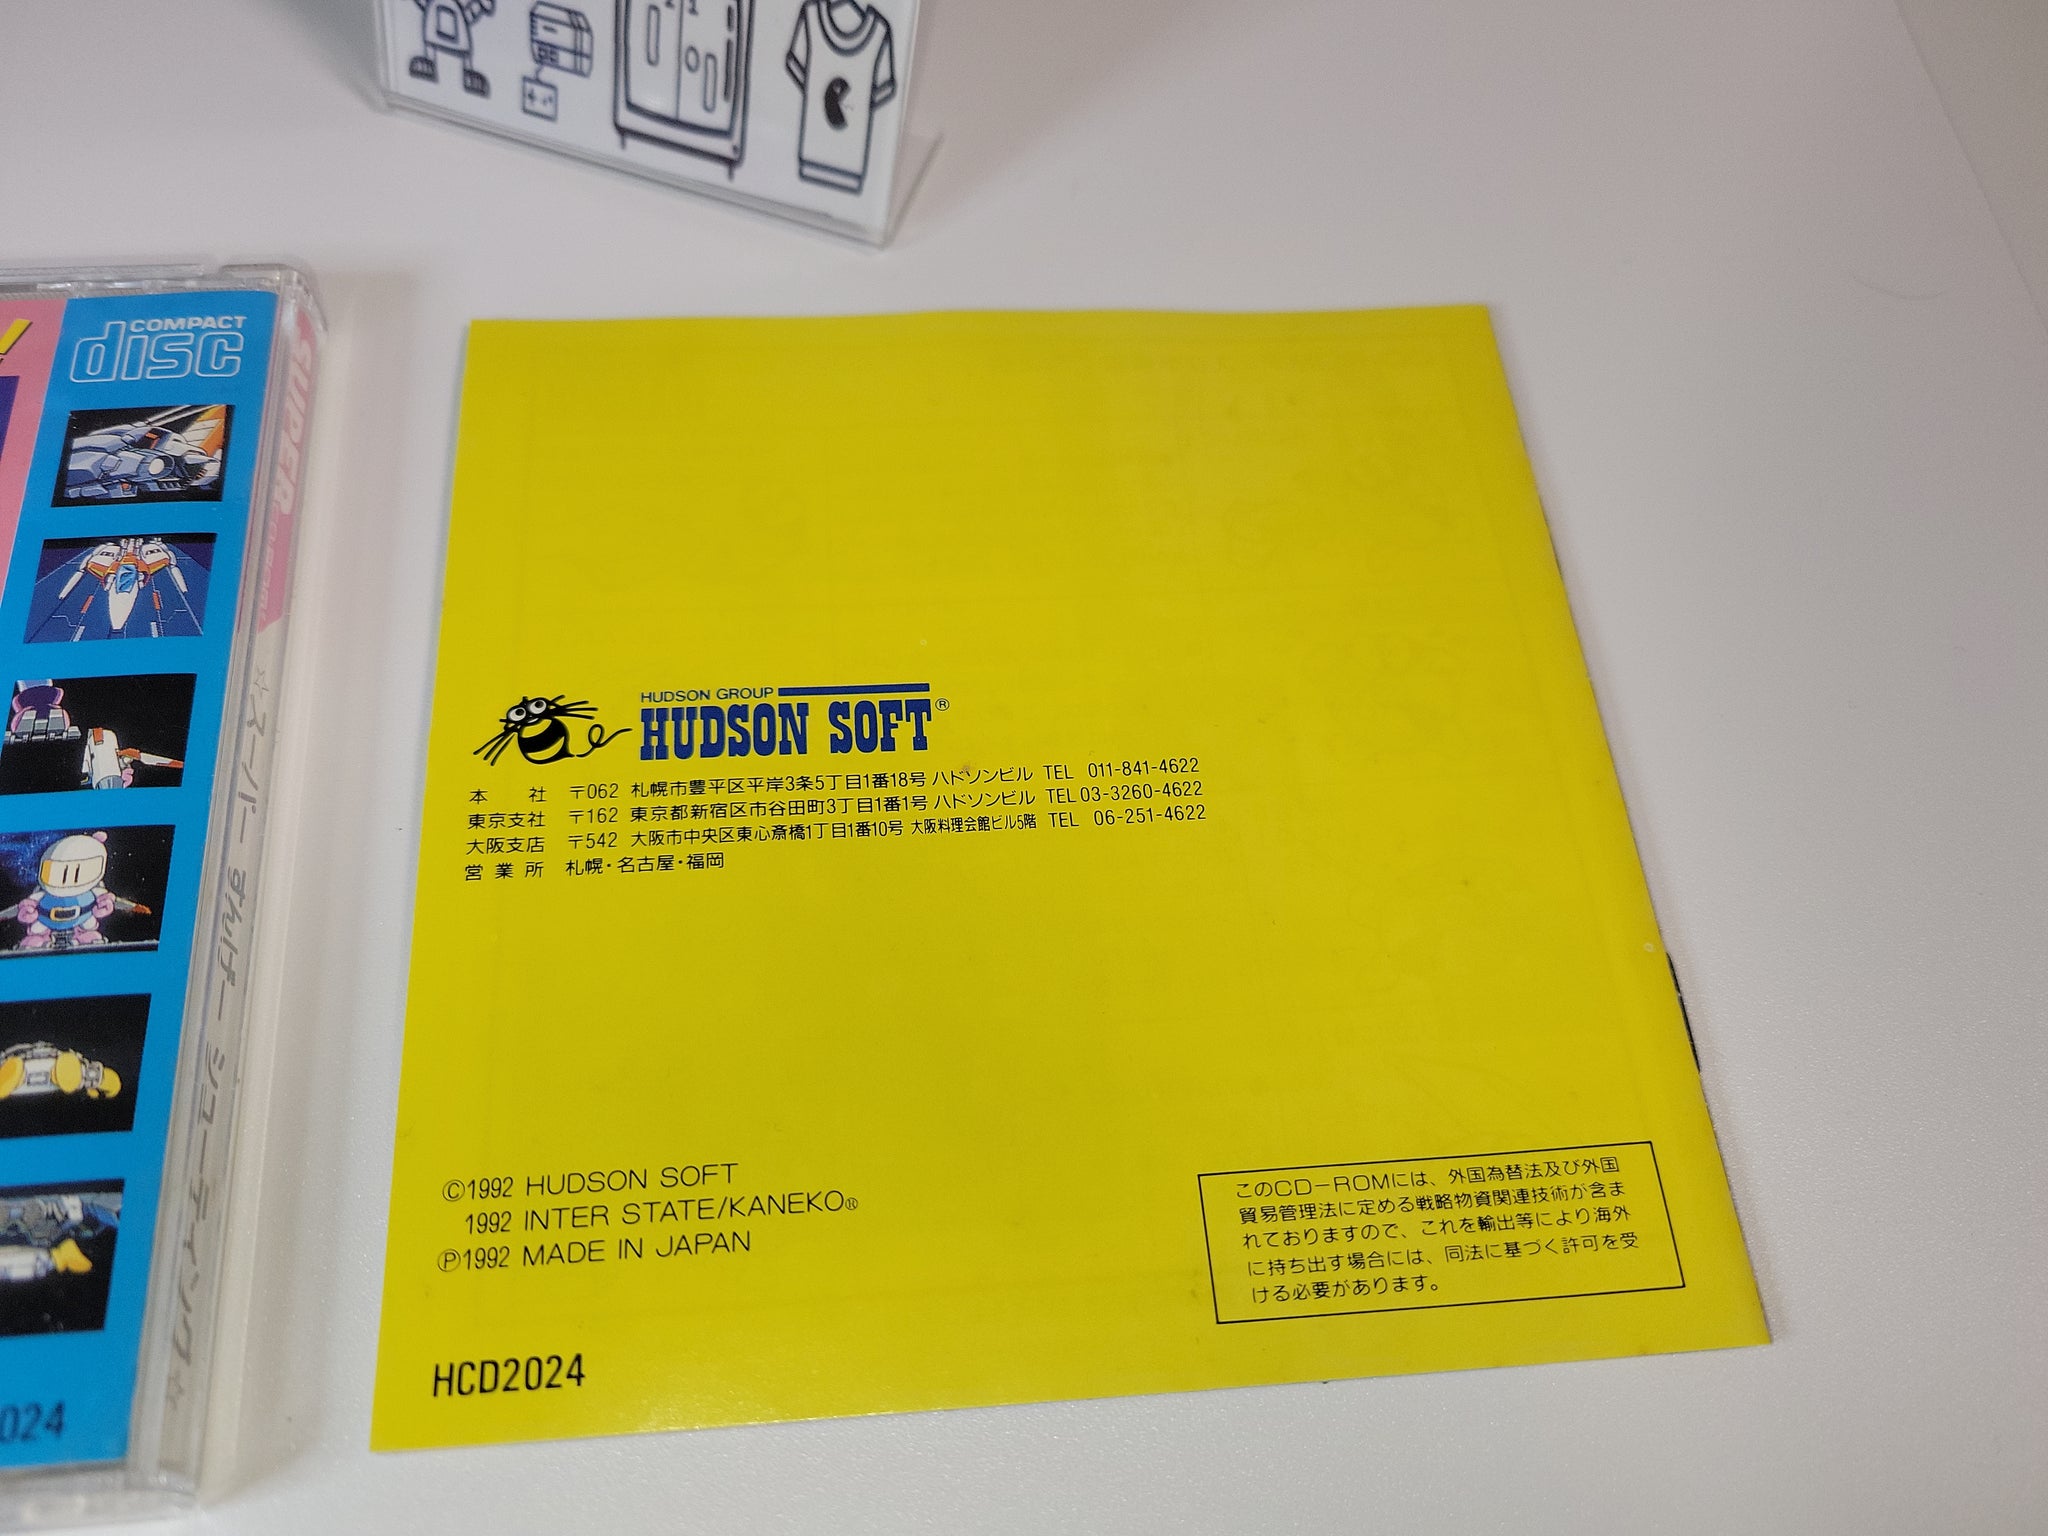 COMPACT
disc
SUPER
☆スーパー すんげー シューティング☆
024
HUDSON GROUP
HUDSON SOFT®
本 社 〒062 札幌市豊平区平岸3条5丁目1番18号 ハドソンビル TEL 011-841-4622
東京支社 〒162 東京都新宿区市谷田町3丁目1番1号 ハドソンビル TEL 03-3260-4622
大阪支店 〒542 大阪市中央区東心斎橋1丁目1番10号 大阪料理会館ビル5階 TEL 06-251-4622
営業所 札幌・名古屋・福岡
©1992 HUDSON SOFT
1992 INTER STATE/KANEKO®
Ⓟ1992 MADE IN JAPAN
HCD2024
このCD-ROMには、外国為替法及び外国
貿易管理法に定める戦略物資関連技術が含ま
れておりますので、これを輸出等により海外
に持ち出す場合には、同法に基づく許可を受
ける必要があります。